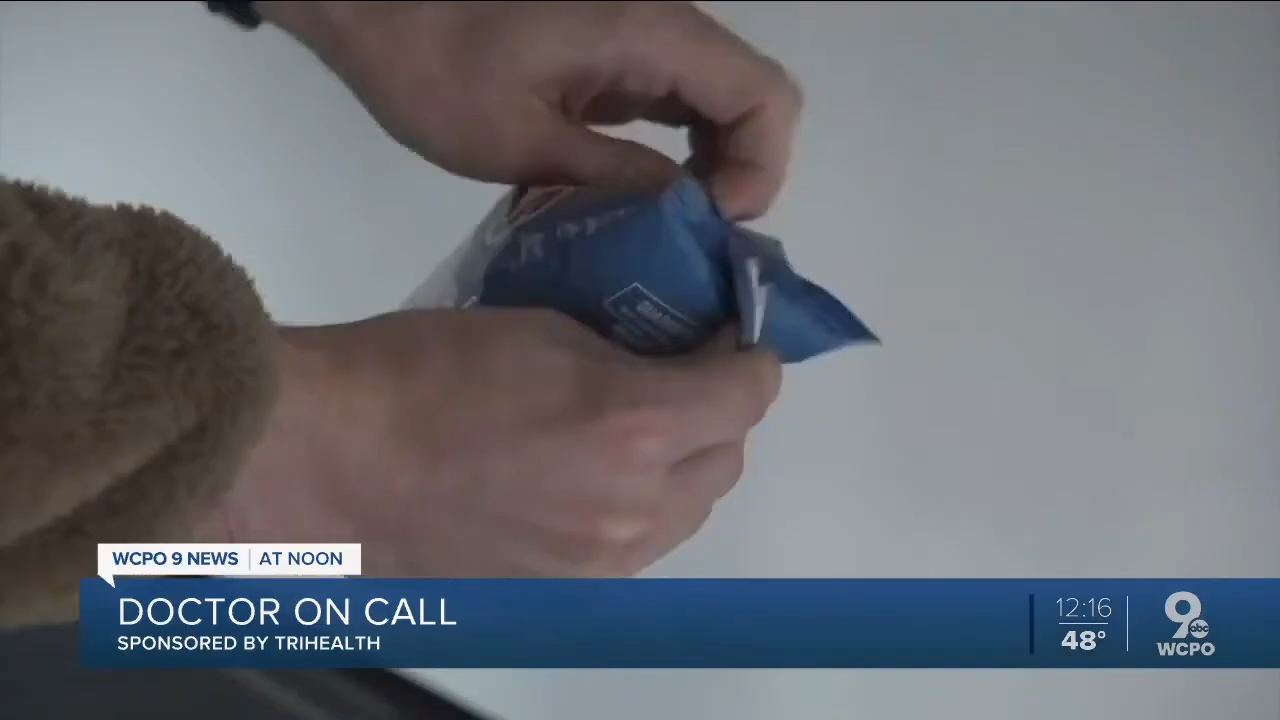 WCPO 9 NEWS | AT NOON
DOCTOR ON CALL
SPONSORED BY TRIHEALTH
12:16
48°
9
abc
WCPO